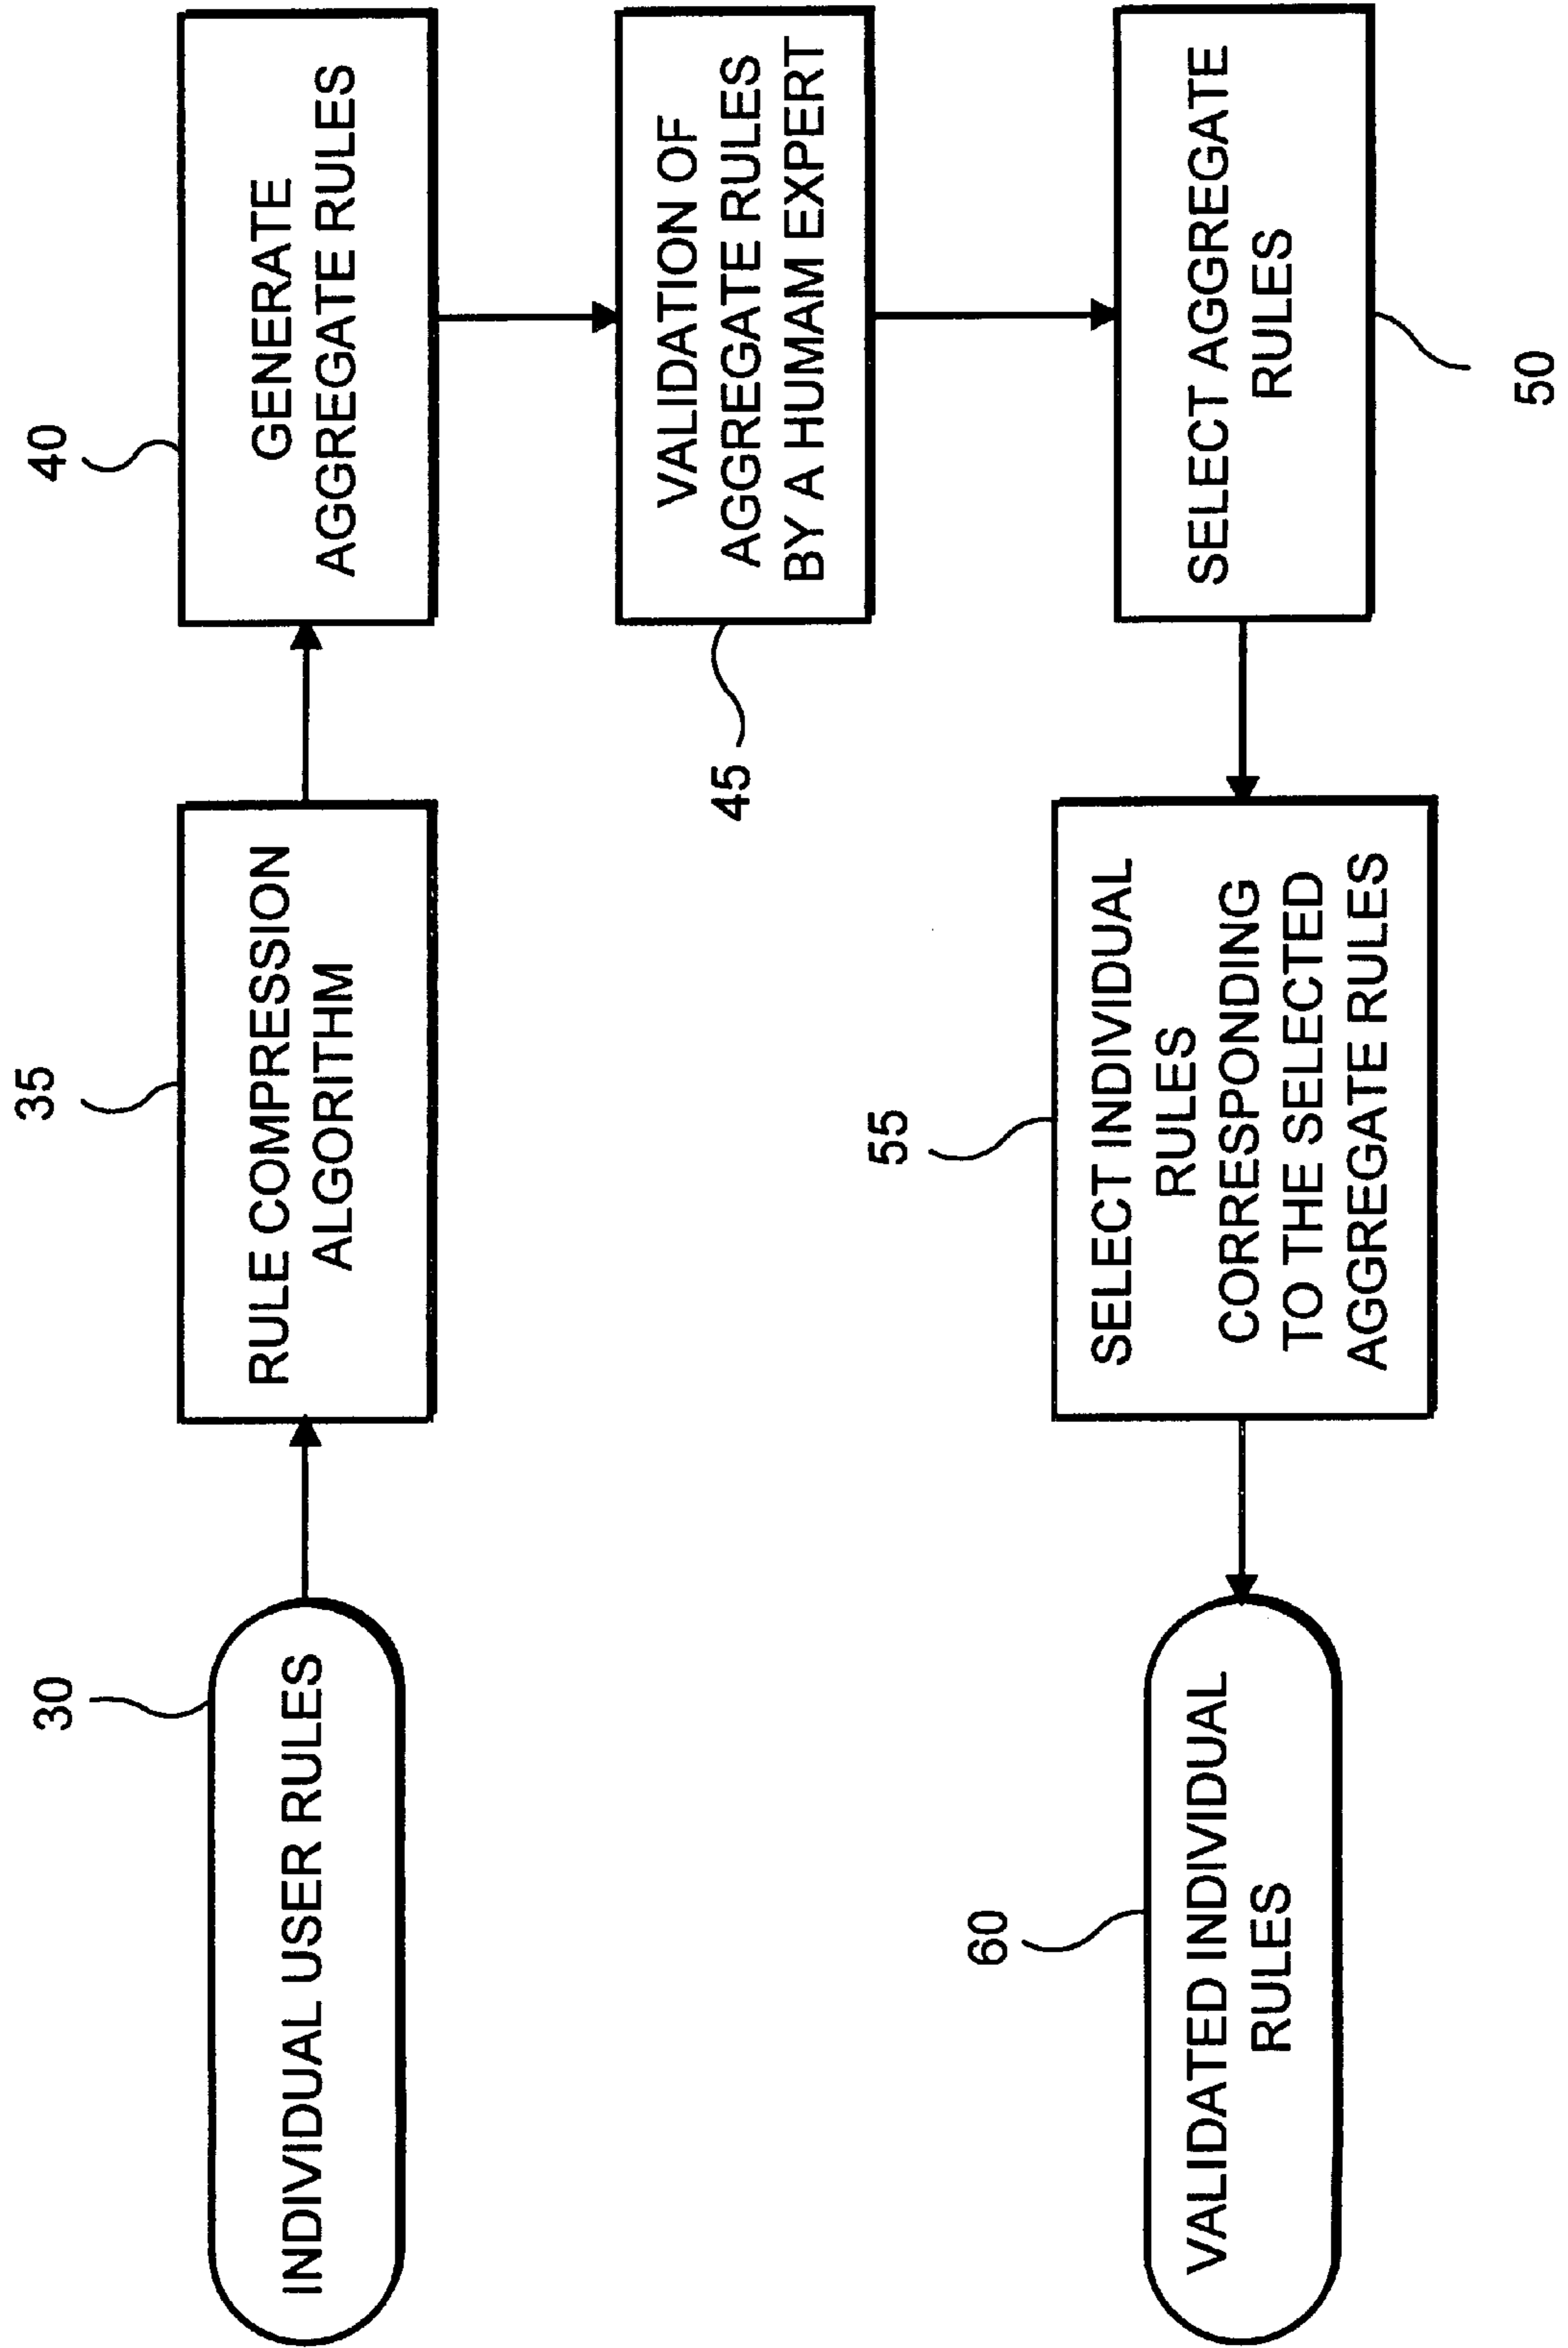 30
INDIVIDUAL USER RULES
35
RULE COMPRESSION
ALGORITHM
40
GENERATE
AGGREGATE RULES
45
VALIDATION OF
AGGREGATE RULES
BY A HUMAM EXPERT
50
SELECT AGGREGATE
RULES
55
SELECT INDIVIDUAL
RULES
CORRESPONDING
TO THE SELECTED
AGGREGATE RULES
60
VALIDATED INDIVIDUAL
RULES